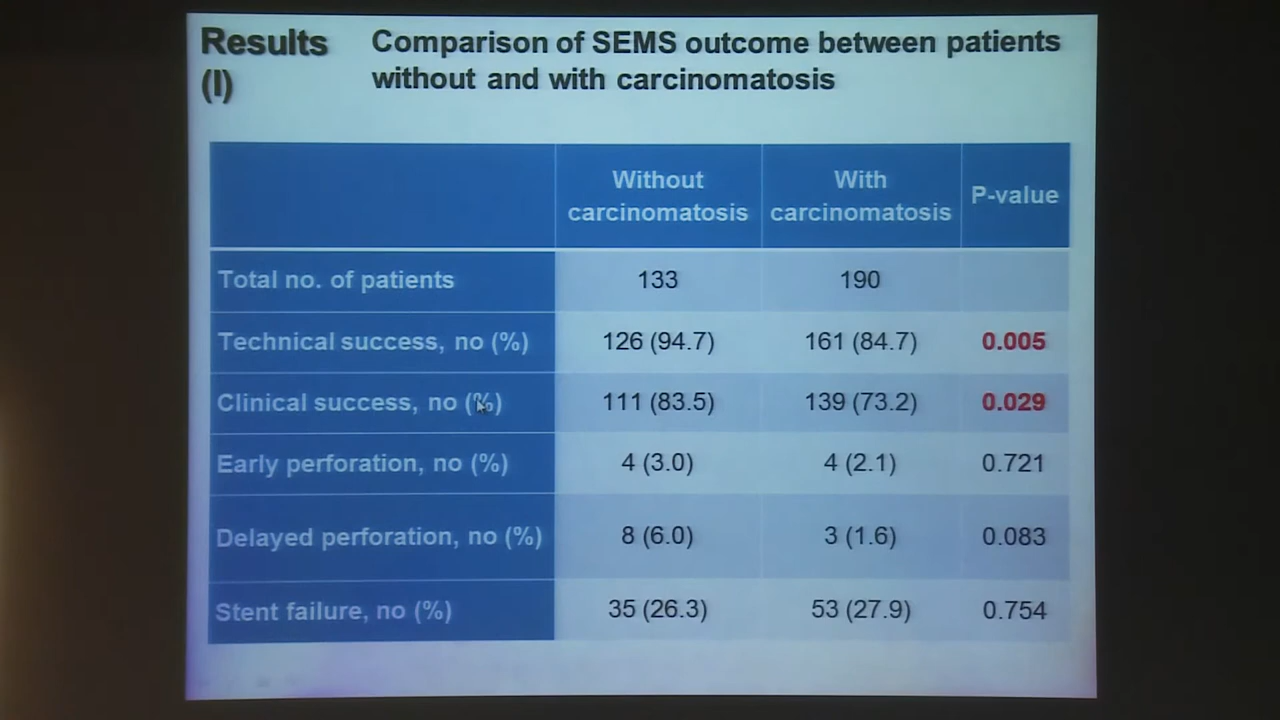 Results
(I)
Comparison of SEMS outcome between patients
without and with carcinomatosis
Without
carcinomatosis
With
carcinomatosis
P-value
Total no. of patients 133 190
Technical success, no (%) 126 (94.7) 161 (84.7) 0.005
Clinical success, no (%) 111 (83.5) 139 (73.2) 0.029
Early perforation, no (%) 4 (3.0) 4 (2.1) 0.721
Delayed perforation, no (%) 8 (6.0) 3 (1.6) 0.083
Stent failure, no (%) 35 (26.3) 53 (27.9) 0.754